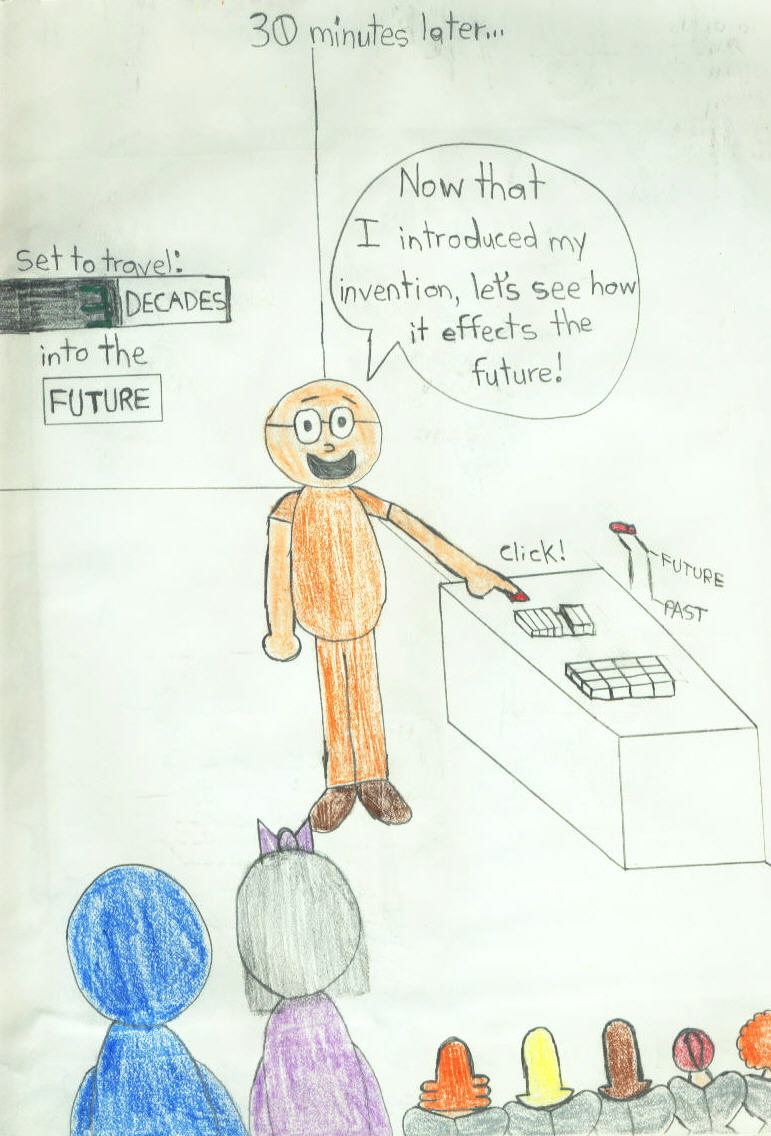 30 minutes later...
Now that
I introduced my
invention, let's see how
it effects the
future!
Set to travel:
3 DECADES
into the
FUTURE
Click!
FUTURE
PAST